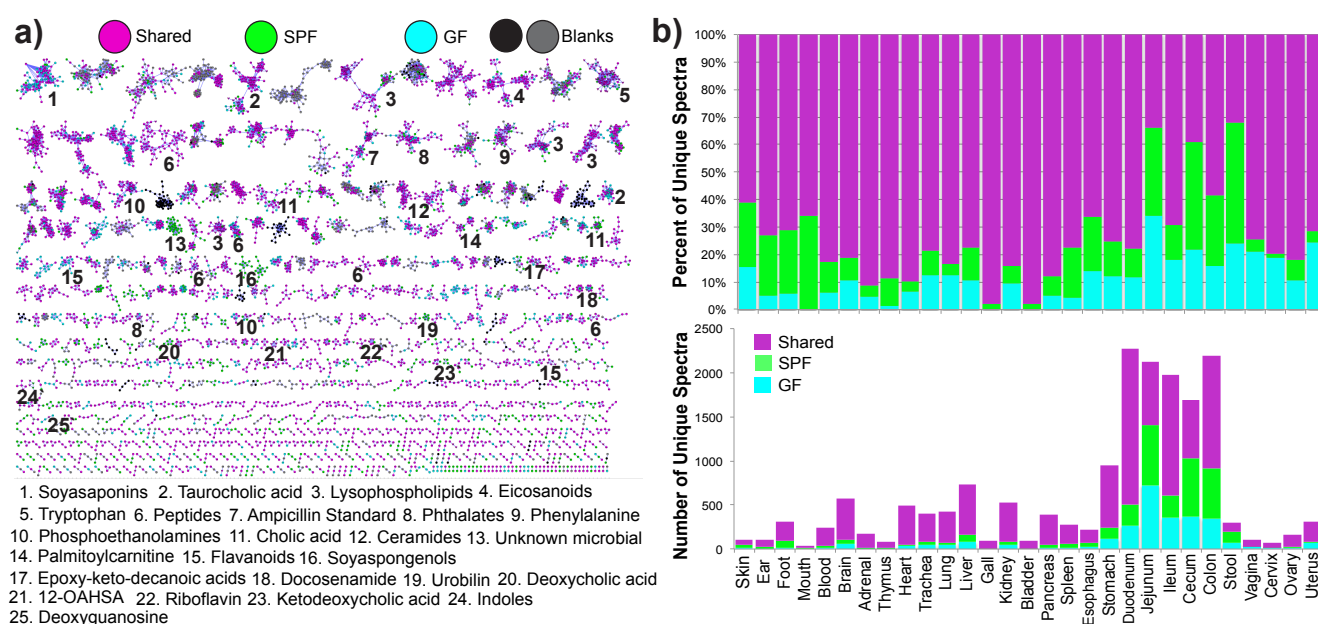 a)
Shared
SPF
GF
Blanks
1
2
3
4
5
6
7
8
9
3
3
10
11
12
2
13
3
6
14
11
15
6
16
6
17
18
8
10
19
6
20
21
22
23
15
24
25
1. Soyasaponins 2. Taurocholic acid 3. Lysophospholipids 4. Eicosanoids
5. Tryptophan 6. Peptides 7. Ampicillin Standard 8. Phthalates 9. Phenylalanine
10. Phosphoethanolamines 11. Cholic acid 12. Ceramides 13. Unknown microbial
14. Palmitoylcarnitine 15. Flavanoids 16. Soyaspongenols
17. Epoxy-keto-decanoic acids 18. Docosenamide 19. Urobilin 20. Deoxycholic acid
21. 12-OAHSA 22. Riboflavin 23. Ketodeoxycholic acid 24. Indoles
25. Deoxyguanosine
b)
Percent of Unique Spectra
100%
90%
80%
70%
60%
50%
40%
30%
20%
10%
0%
Number of Unique Spectra
2500
2000
1500
1000
500
0
Shared
SPF
GF
Skin
Ear
Foot
Mouth
Blood
Brain
Adrenal
Thymus
Heart
Trachea
Lung
Liver
Gall
Kidney
Bladder
Pancreas
Spleen
Esophagus
Stomach
Duodenum
Jejunum
Ileum
Cecum
Colon
Stool
Vagina
Cervix
Ovary
Uterus